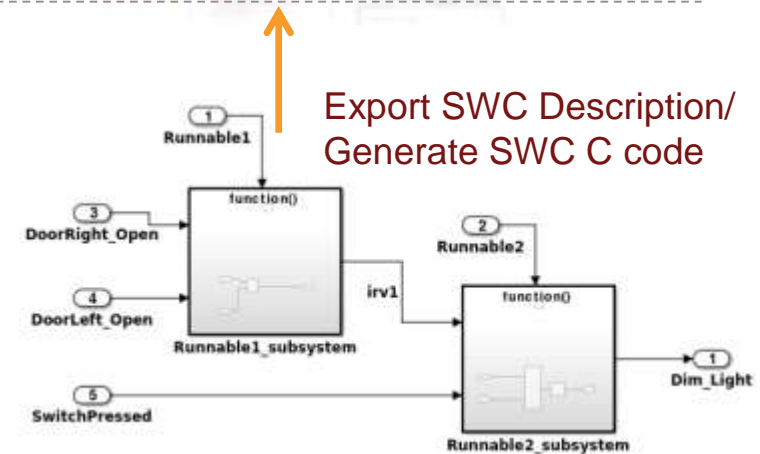 Export SWC Description/
Generate SWC C code
1
Runnable1
function()
3
DoorRight_Open
4
DoorLeft_Open
Runnable1_subsystem
irv1
2
Runnable2
function()
5
SwitchPressed
1
Dim_Light
Runnable2_subsystem